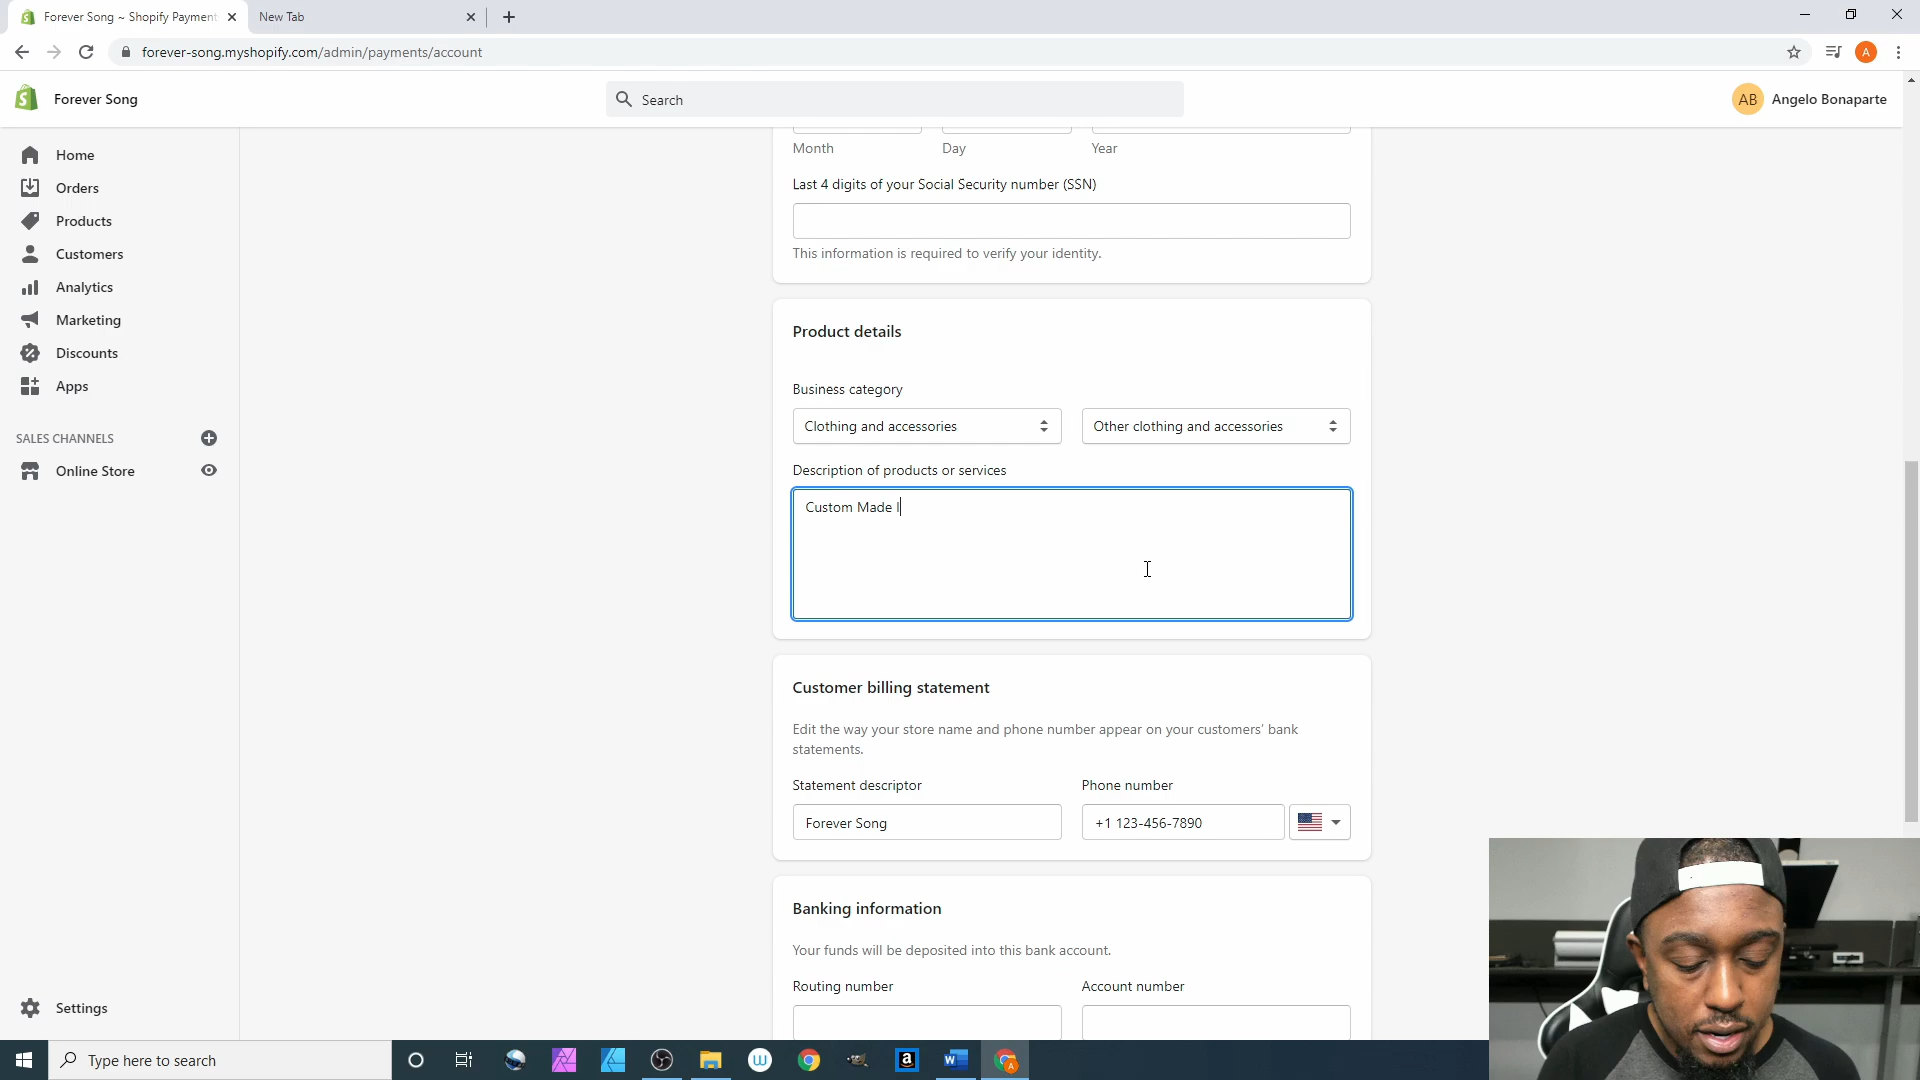 Forever Song ~ Shopify Payment
New Tab
forever-song.myshopify.com/admin/payments/account
A
Forever Song
Search
AB
Angelo Bonaparte
Home
Orders
Products
Customers
Analytics
Marketing
Discounts
Apps
SALES CHANNELS
Online Store
Settings
Month
Day
Year
Last 4 digits of your Social Security number (SSN)
This information is required to verify your identity.
Product details
Business category
Clothing and accessories
Other clothing and accessories
Description of products or services
Custom Made
Customer billing statement
Edit the way your store name and phone number appear on your customers' bank
statements.
Statement descriptor
Phone number
Forever Song
+1 123-456-7890
Banking information
Your funds will be deposited into this bank account.
Routing number
Account number
Type here to search